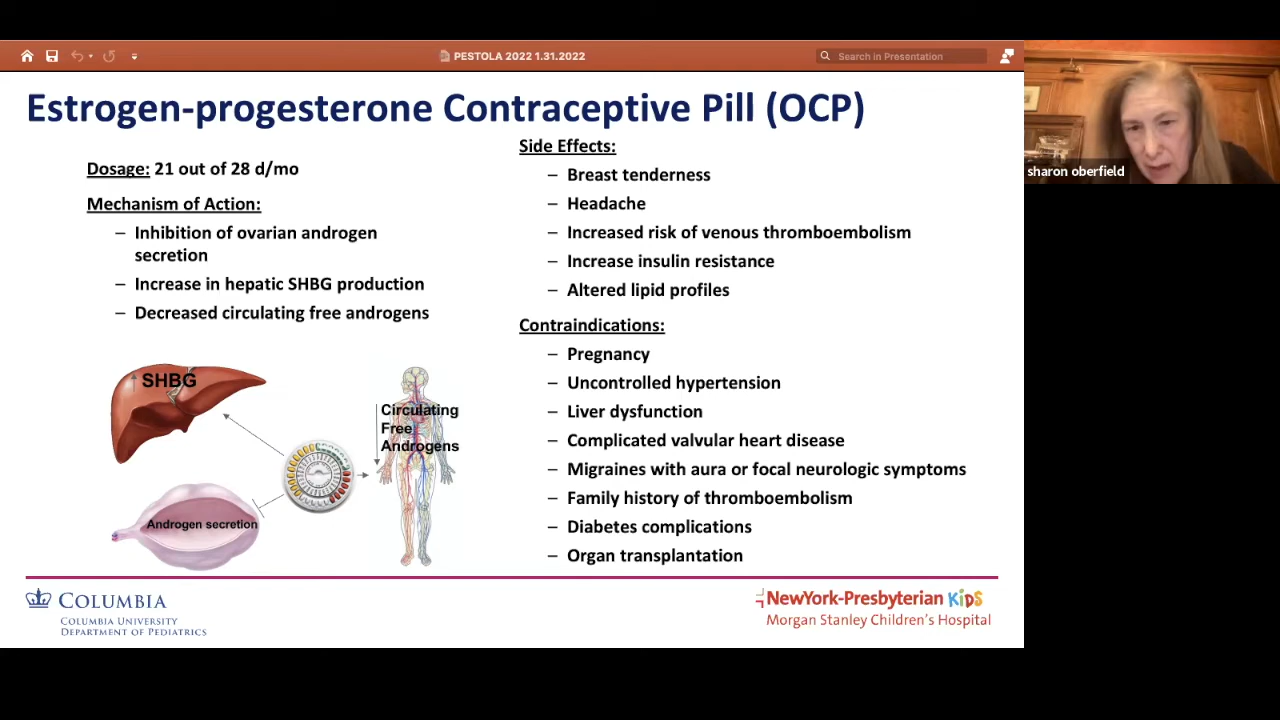 PESTOLA 2022 1.31.2022
Search in Presentation
Estrogen-progesterone Contraceptive Pill (OCP)
Dosage: 21 out of 28 d/mo
Mechanism of Action:
– Inhibition of ovarian androgen
secretion
– Increase in hepatic SHBG production
– Decreased circulating free androgens
SHBG
Circulating
Free
Androgens
Androgen secretion
Side Effects:
– Breast tenderness
– Headache
– Increased risk of venous thromboembolism
– Increase insulin resistance
– Altered lipid profiles
Contraindications:
– Pregnancy
– Uncontrolled hypertension
– Liver dysfunction
– Complicated valvular heart disease
– Migraines with aura or focal neurologic symptoms
– Family history of thromboembolism
– Diabetes complications
– Organ transplantation
COLUMBIA
COLUMBIA UNIVERSITY
DEPARTMENT OF PEDIATRICS
NewYork-Presbyterian KiDS
Morgan Stanley Children's Hospital
sharon oberfield